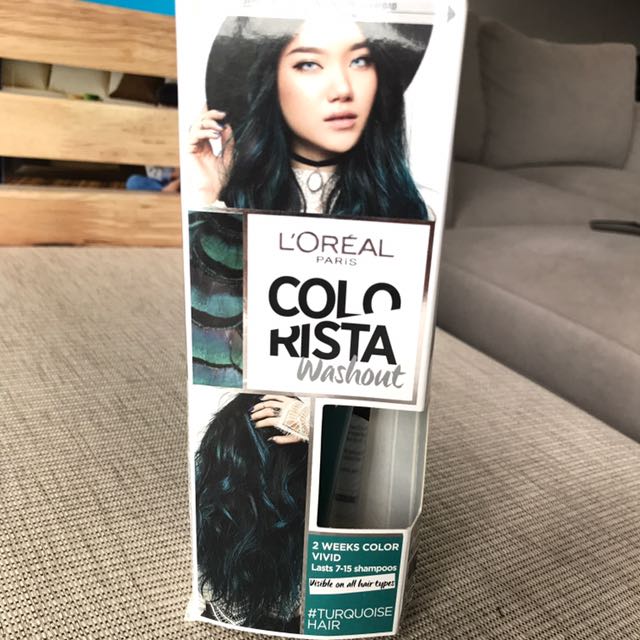 L'ORÉAL
PARIS
COLO
RISTA
Washout
2 WEEKS COLOR
VIVID
Lasts 7-15 shampoos
Visible on all hair types
#TURQUOISE
HAIR